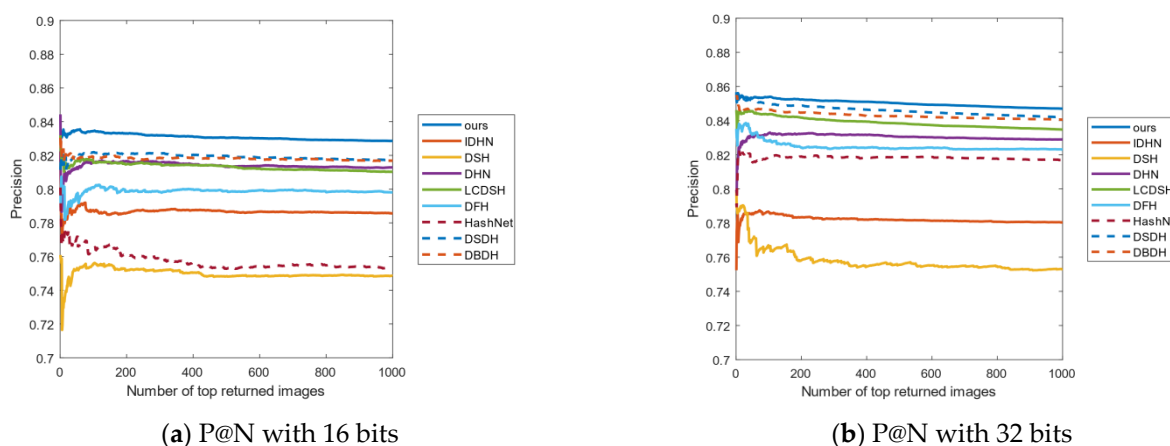 0.9
0.88
0.86
0.84
0.82
0.8
0.78
0.76
0.74
0.72
0.7
Precision
0 200 400 600 800 1000
Number of top returned images
ours
IDHN
DSH
DHN
LCDSH
DFH
HashNet
DSDH
DBDH
(a) P@N with 16 bits
0.9
0.88
0.86
0.84
0.82
0.8
0.78
0.76
0.74
0.72
0.7
Precision
0 200 400 600 800 1000
Number of top returned images
ours
IDHN
DSH
DHN
LCDSH
DFH
HashNet
DSDH
DBDH
(b) P@N with 32 bits